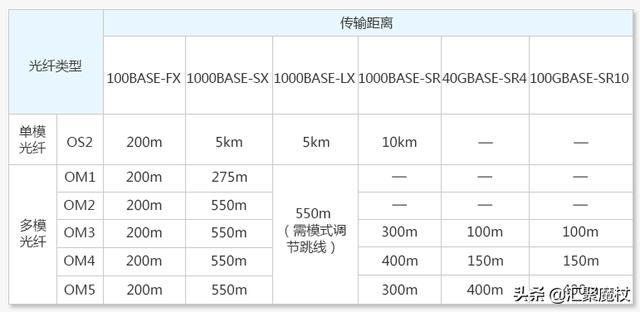 传输距离
光纤类型
100BASE-FX 1000BASE-SX 1000BASE-LX 1000BASE-SR 40GBASE-SR4 100GBASE-SR10
单模光纤 OS2 200m 5km 5km 10km — —
多模光纤
OM1 200m 275m — — —
OM2 200m 550m — — —
550m
（需模式调
节跳线）
OM3 200m 550m 300m 100m 100m
OM4 200m 550m 400m 150m 150m
OM5 200m 550m 300m 400m
头条 @汇聚魔杖